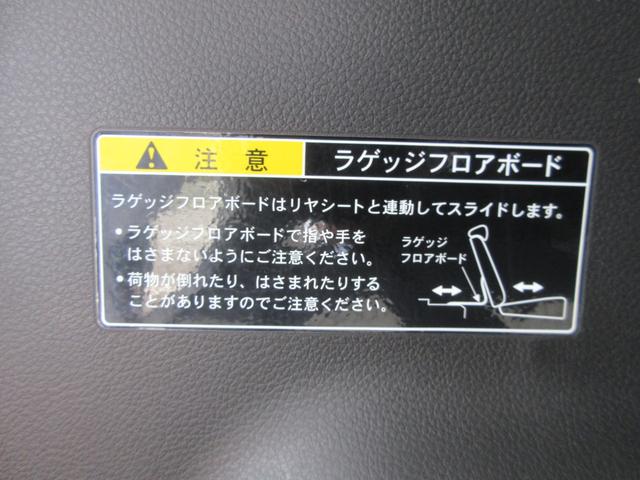 注意
ラゲッジフロアボード
ラゲッジフロアボードはリヤシートと連動してスライドします。
●ラゲッジフロアボードで指や手を
はさまないようにご注意ください。
●荷物が倒れたり、はさまれたりする
ことがありますのでご注意ください。
ラゲッジ
フロアボード